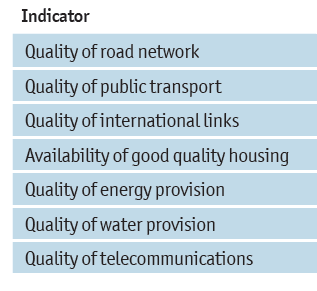 Indicator
Quality of road network
Quality of public transport
Quality of international links
Availability of good quality housing
Quality of energy provision
Quality of water provision
Quality of telecommunications